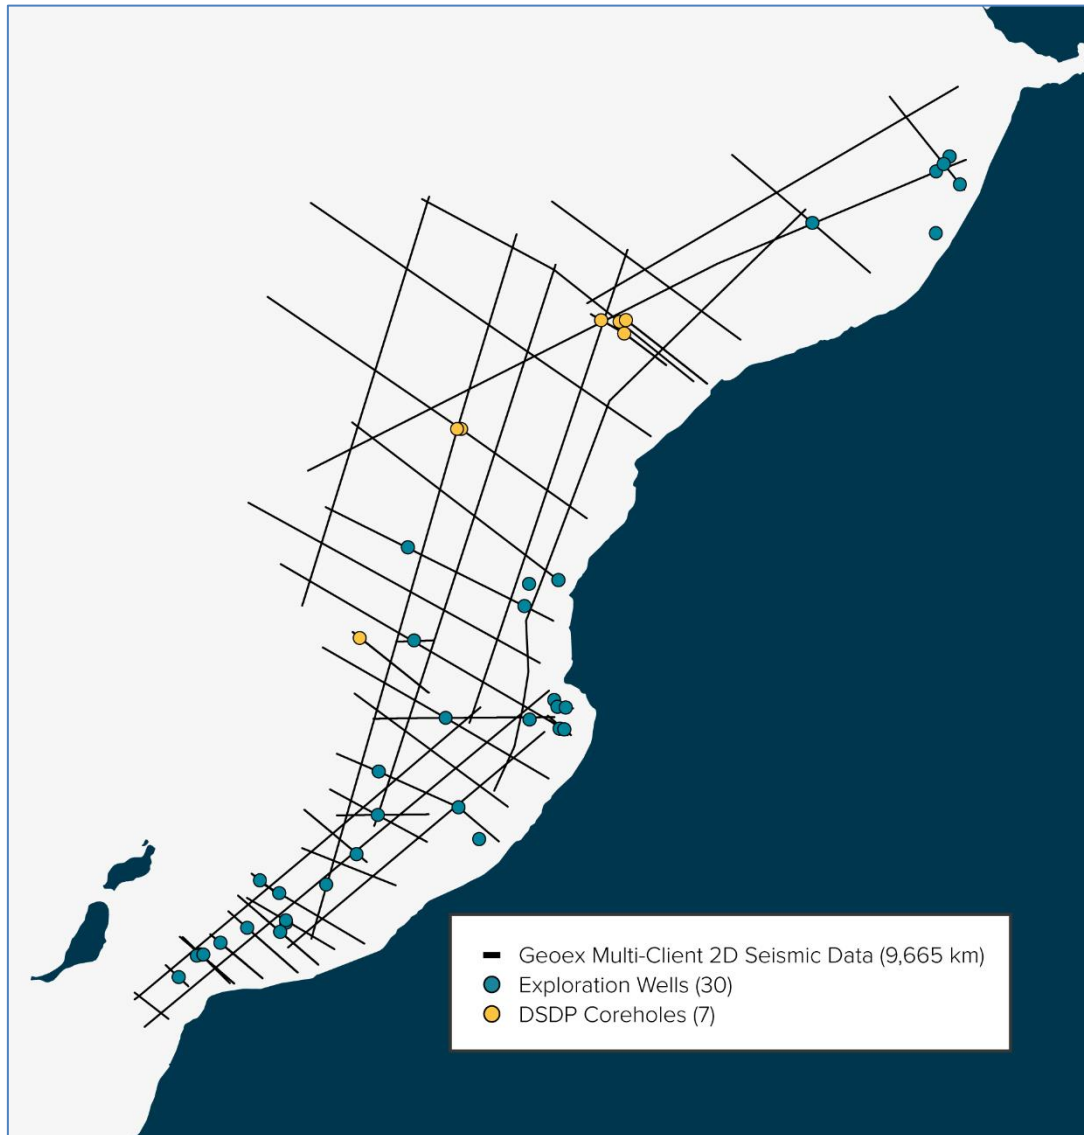 Geoex Multi-Client 2D Seismic Data (9,665 km)
Exploration Wells (30)
DSDP Coreholes (7)